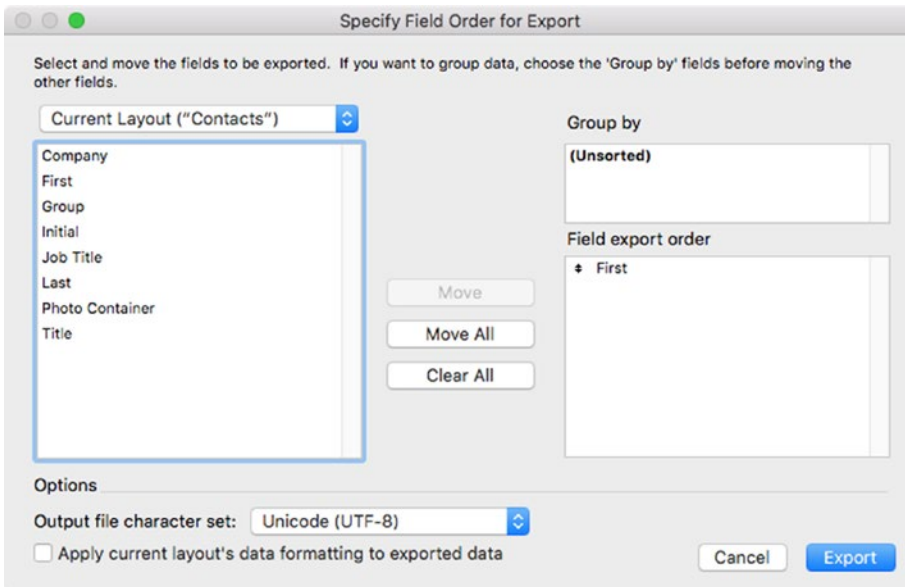 Specify Field Order for Export
Select and move the fields to be exported. If you want to group data, choose the 'Group by' fields before moving the
other fields.
Current Layout ("Contacts")
Company
First
Group
Initial
Job Title
Last
Photo Container
Title
Move
Move All
Clear All
Group by
(Unsorted)
Field export order
First
Options
Output file character set: Unicode (UTF-8)
Apply current layout's data formatting to exported data
Cancel
Export